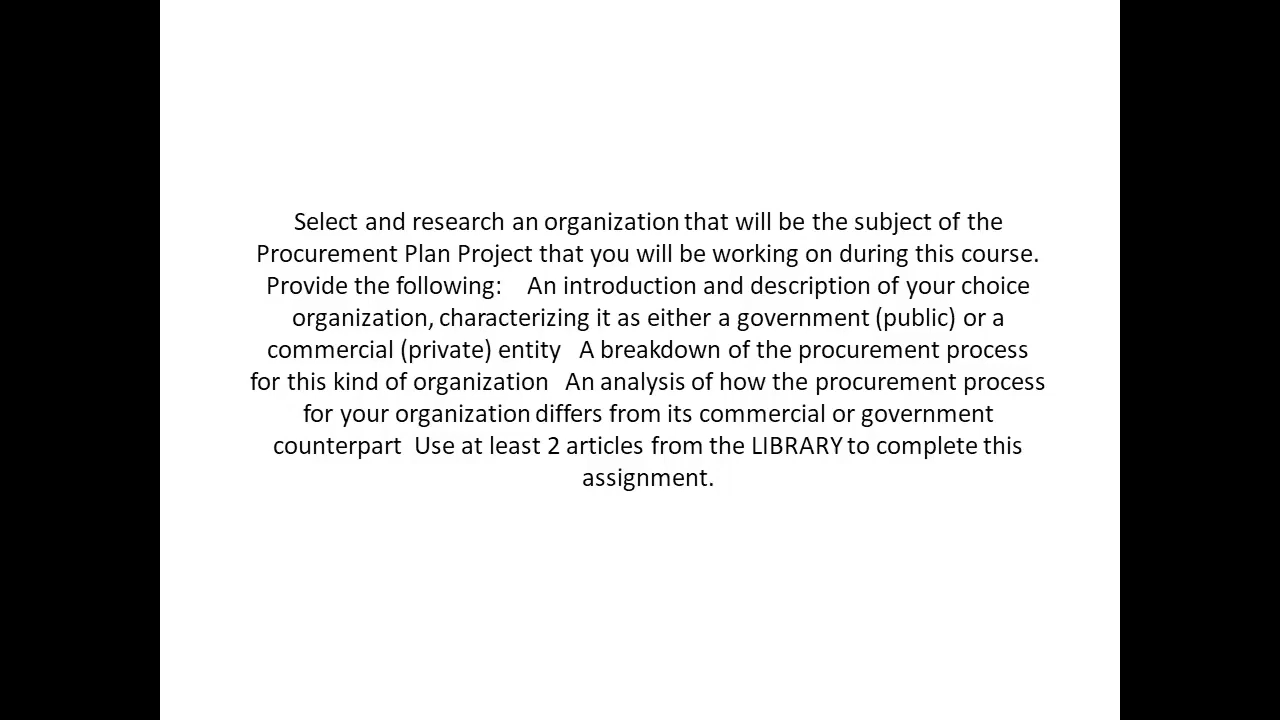 Select and research an organization that will be the subject of the
Procurement Plan Project that you will be working on during this course.
Provide the following:    An introduction and description of your choice
organization, characterizing it as either a government (public) or a
commercial (private) entity   A breakdown of the procurement process
for this kind of organization   An analysis of how the procurement process
for your organization differs from its commercial or government
counterpart  Use at least 2 articles from the LIBRARY to complete this
assignment.